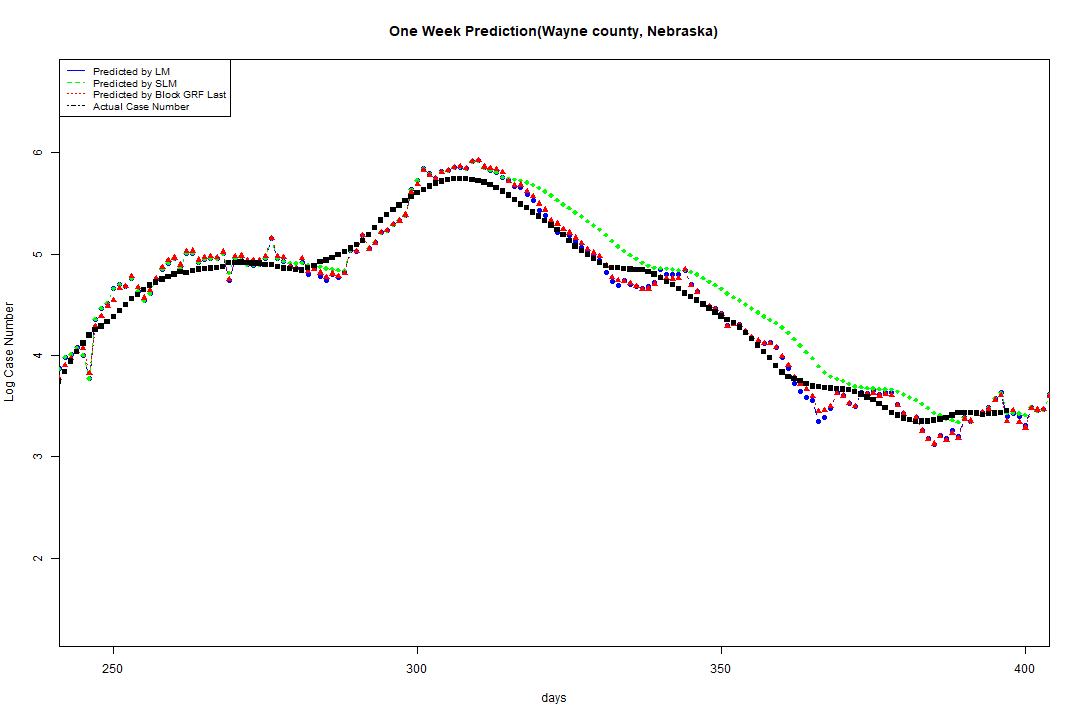 One Week Prediction(Wayne county, Nebraska)
Predicted by LM
Predicted by SLM
Predicted by Block GRF Last
Actual Case Number
6
5
4
3
2
Log Case Number
250
300
350
400
days